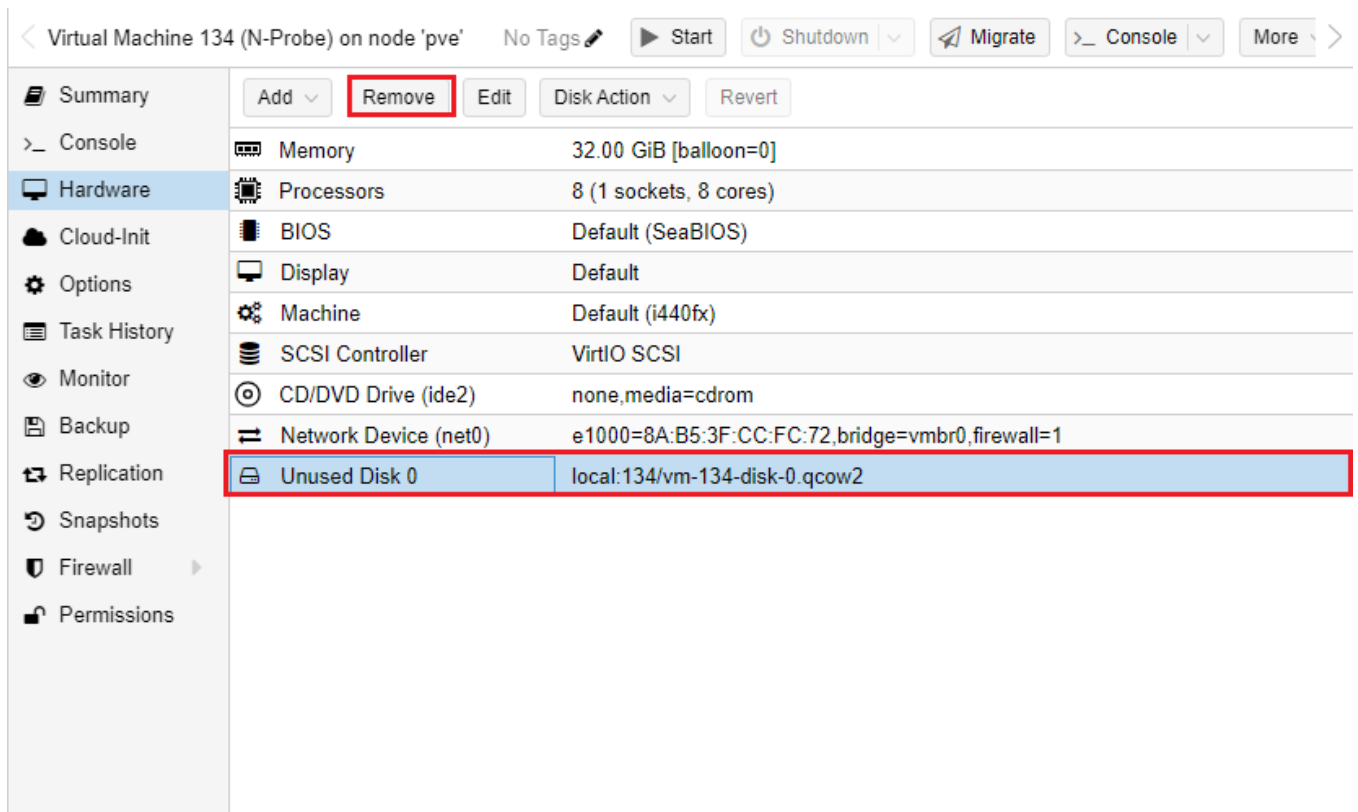 Virtual Machine 134 (N-Probe) on node 'pve' No Tags Start Shutdown Migrate >_ Console More
Summary
Console
Hardware
Cloud-Init
Options
Task History
Monitor
Backup
Replication
Snapshots
Firewall
Permissions
Add Remove Edit Disk Action Revert
Memory 32.00 GiB [balloon=0]
Processors 8 (1 sockets, 8 cores)
BIOS Default (SeaBIOS)
Display Default
Machine Default (i440fx)
SCSI Controller VirtIO SCSI
CD/DVD Drive (ide2) none,media=cdrom
Network Device (net0) e1000=8A:B5:3F:CC:FC:72,bridge=vmbr0,firewall=1
Unused Disk 0 local:134/vm-134-disk-0.qcow2